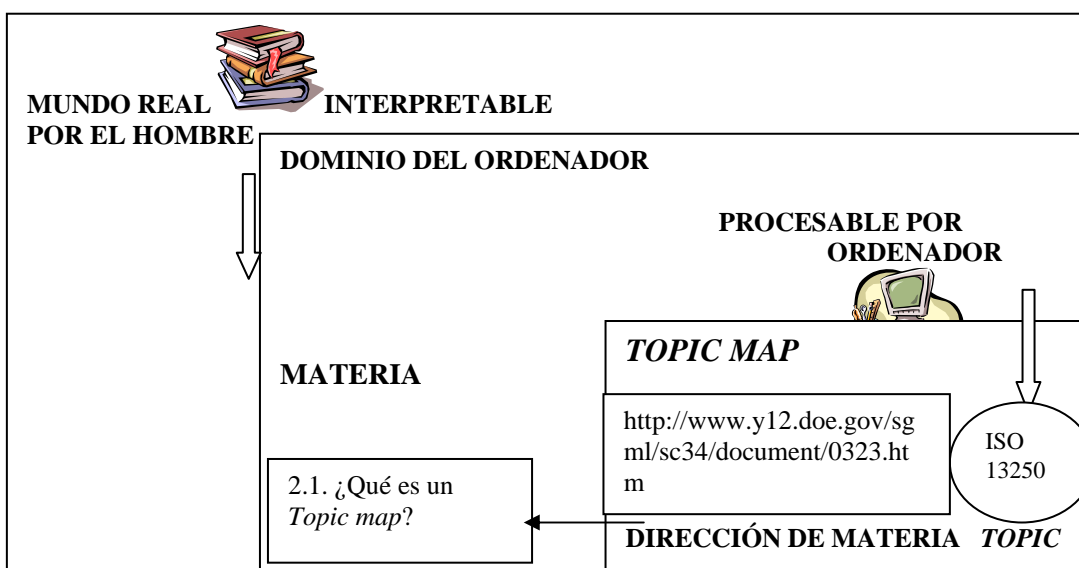 MUNDO REAL INTERPRETABLE
POR EL HOMBRE
DOMINIO DEL ORDENADOR
PROCESABLE POR
ORDENADOR
TOPIC MAP
MATERIA
http://www.y12.doe.gov/sg
ml/sc34/document/0323.ht
m
ISO
13250
2.1. ¿Qué es un
Topic map?
DIRECCIÓN DE MATERIA TOPIC